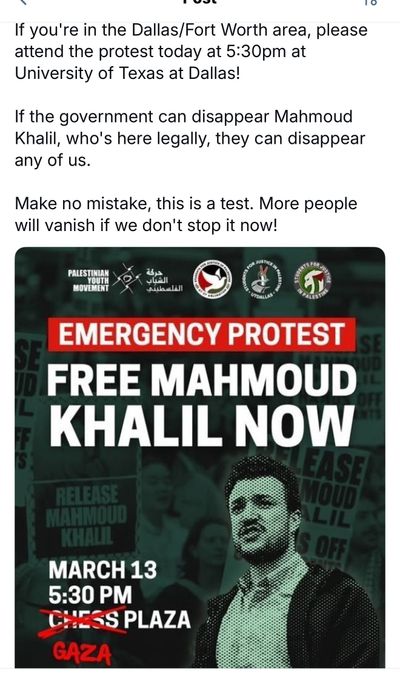 If you're in the Dallas/Fort Worth area, please
attend the protest today at 5:30pm at
University of Texas at Dallas!
If the government can disappear Mahmoud
Khalil, who's here legally, they can disappear
any of us.
Make no mistake, this is a test. More people
will vanish if we don't stop it now!
PALESTINIAN
YOUTH
MOVEMENT
حركة
الشباب
الفلسطيني
EMERGENCY PROTEST
FREE MAHMOUD
KHALIL NOW
RELEASE
MAHMOUD
KHALIL
MARCH 13
5:30 PM
CHESS PLAZA
GAZA